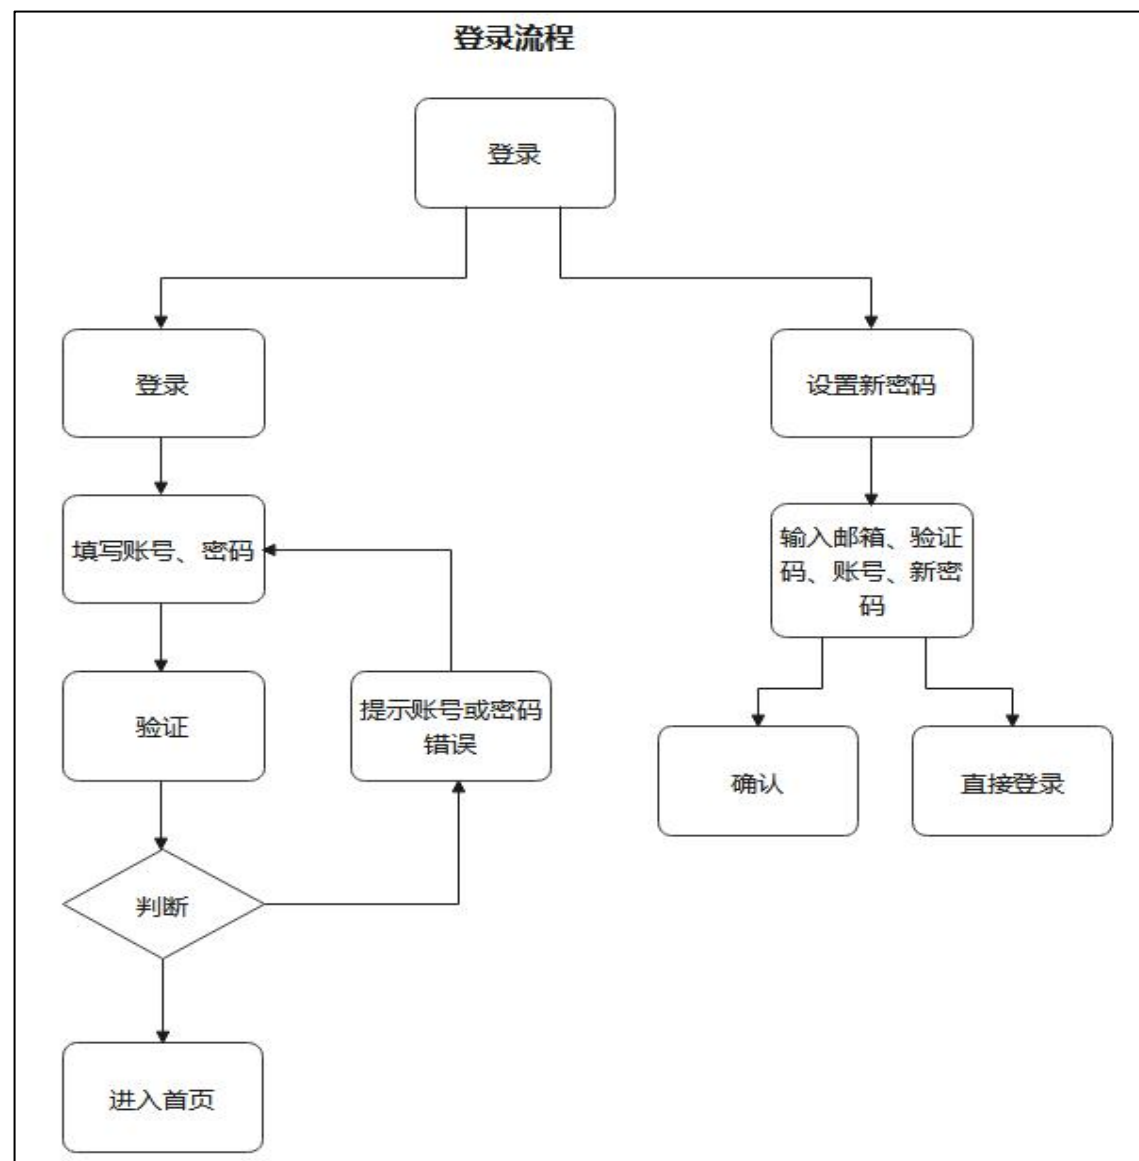 登录流程
登录
登录
设置新密码
填写账号、密码
输入邮箱、验证
码、账号、新密
码
验证
提示账号或密码
错误
确认
直接登录
判断
进入首页